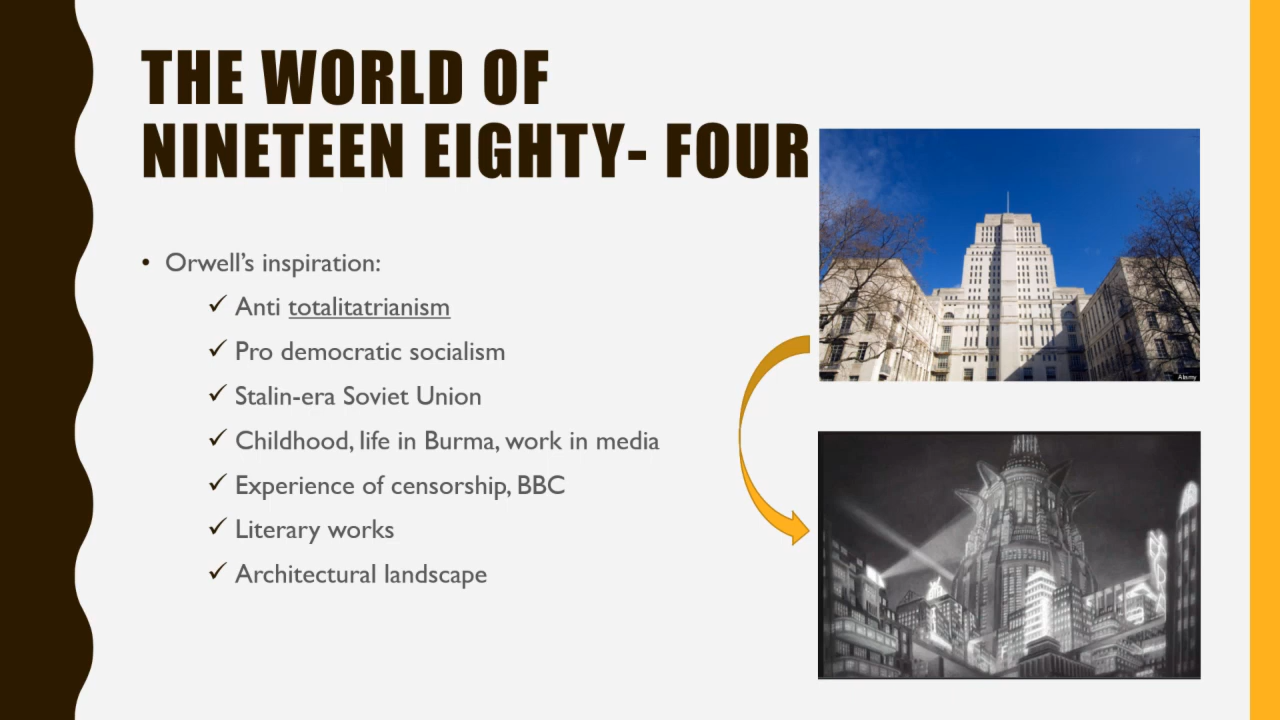 THE WORLD OF
NINETEEN EIGHTY- FOUR
• Orwell's inspiration:
✓ Anti totalitatrianism
✓ Pro democratic socialism
✓ Stalin-era Soviet Union
✓ Childhood, life in Burma, work in media
✓ Experience of censorship, BBC
✓ Literary works
✓ Architectural landscape
Alamy